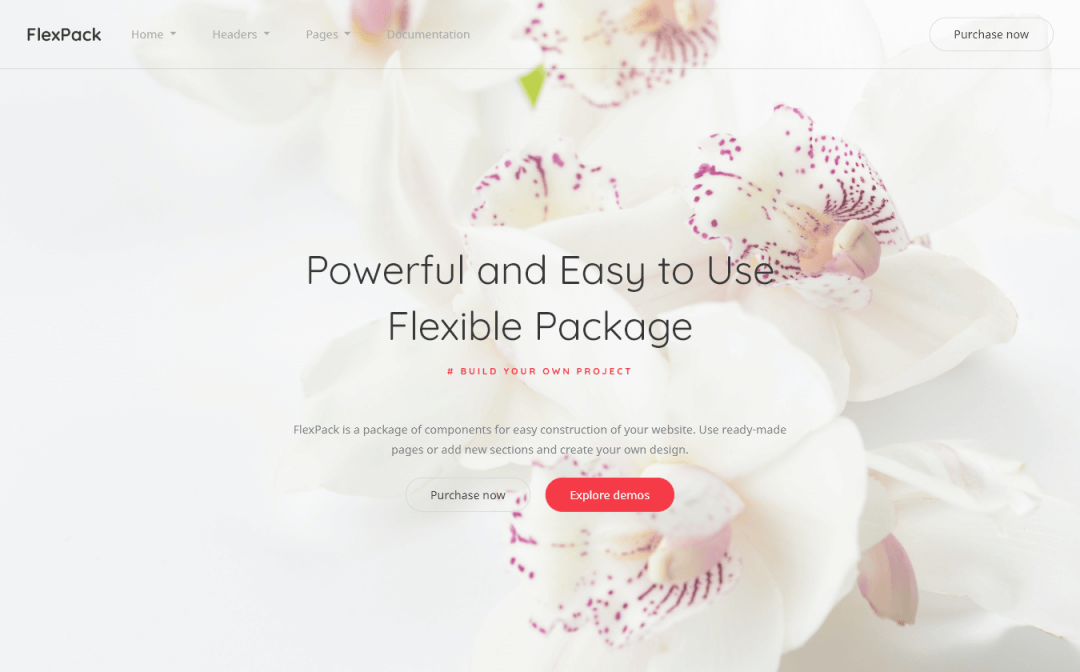 FlexPack Home Headers Pages Documentation Purchase now
Powerful and Easy to Use
Flexible Package
# BUILD YOUR OWN PROJECT
FlexPack is a package of components for easy construction of your website. Use ready-made
pages or add new sections and create your own design.
Purchase now Explore demos